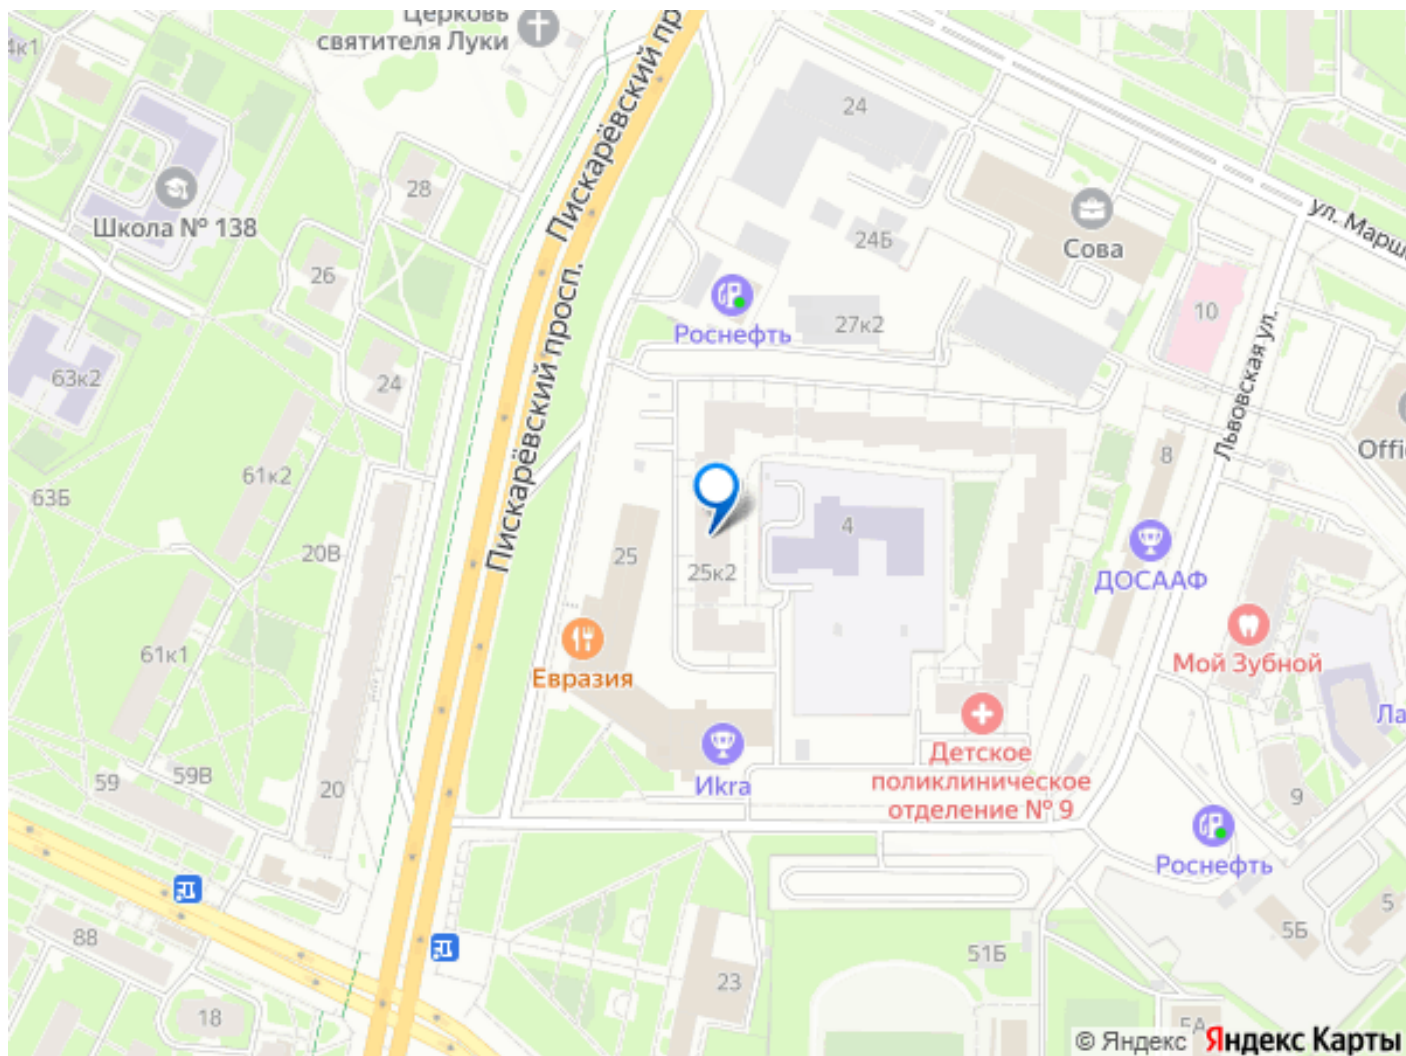 Церковь
святителя Луки
4к1
Пискарёвский пр
24
28
Школа № 138
ул. Марш
Сова
24Б
26
Роснефть
27к2
10
63к2
24
Львовская ул.
Пискарёвский просп.
Offi
8
61к2
63Б
4
25
20В
25к2
ДОСААФ
61к1
Евразия
Мой Зубной
Ла
Иkra
Детское
поликлиническое
отделение № 9
59
59В
20
9
Роснефть
88
5
5Б
51Б
23
18
5А
© Яндекс Яндекс Карты